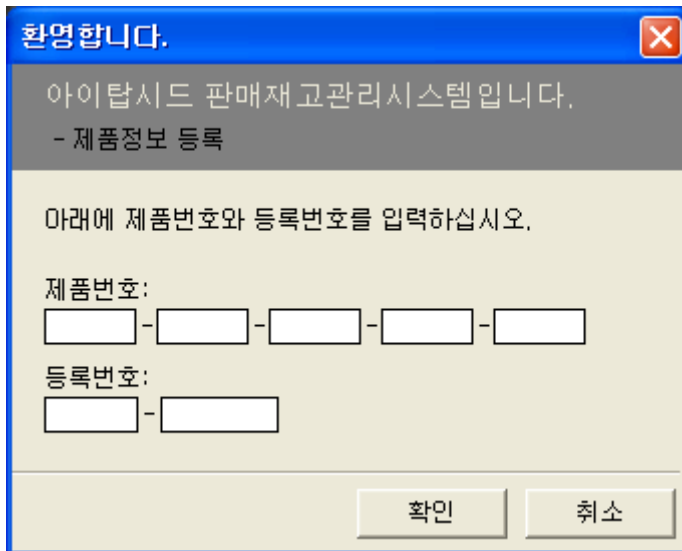 환영합니다.
아이탑시드 판매재고관리시스템입니다.
- 제품정보 등록
아래에 제품번호와 등록번호를 입력하십시오.
제품번호:
- - - -
등록번호:
-
확인 취소